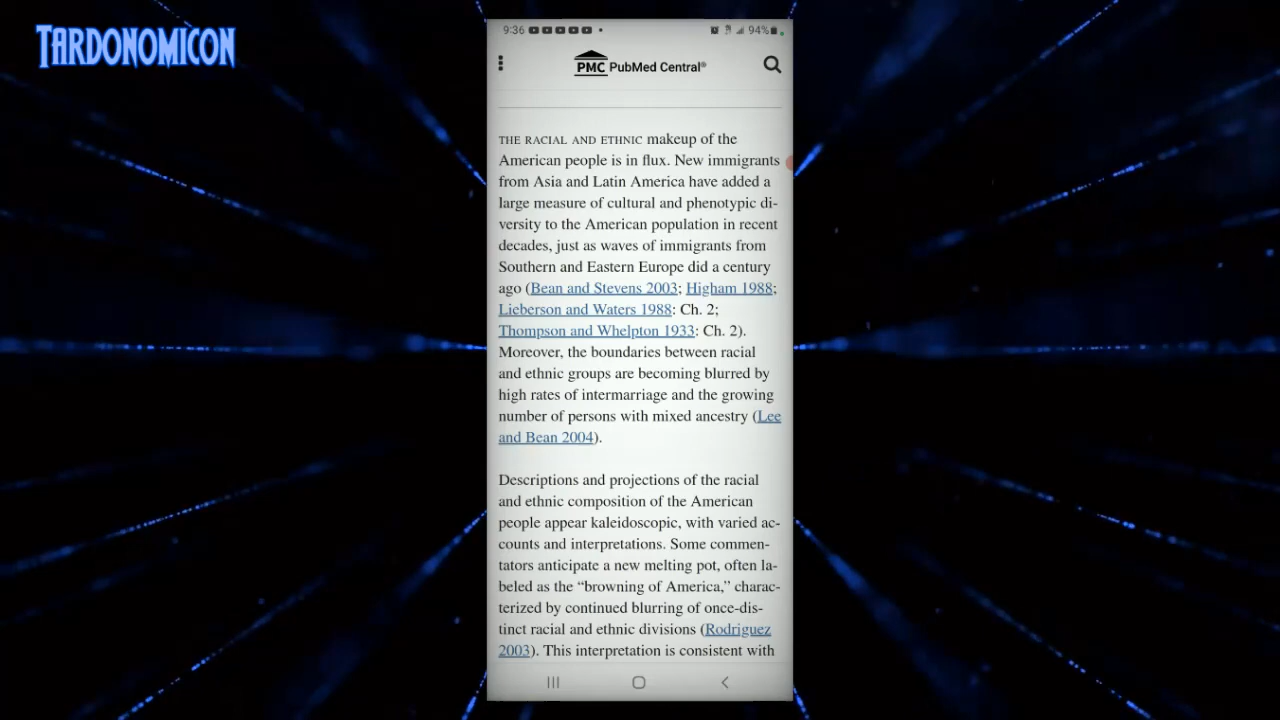 TARDONOMICON
9:36
94%
PMC PubMed Central®
THE RACIAL AND ETHNIC makeup of the
American people is in flux. New immigrants
from Asia and Latin America have added a
large measure of cultural and phenotypic di-
versity to the American population in recent
decades, just as waves of immigrants from
Southern and Eastern Europe did a century
ago (Bean and Stevens 2003; Higham 1988;
Lieberson and Waters 1988: Ch. 2;
Thompson and Whelpton 1933: Ch. 2).
Moreover, the boundaries between racial
and ethnic groups are becoming blurred by
high rates of intermarriage and the growing
number of persons with mixed ancestry (Lee
and Bean 2004).
Descriptions and projections of the racial
and ethnic composition of the American
people appear kaleidoscopic, with varied ac-
counts and interpretations. Some commen-
tators anticipate a new melting pot, often la-
beled as the “browning of America,” charac-
terized by continued blurring of once-dis-
tinct racial and ethnic divisions (Rodriguez
2003). This interpretation is consistent with